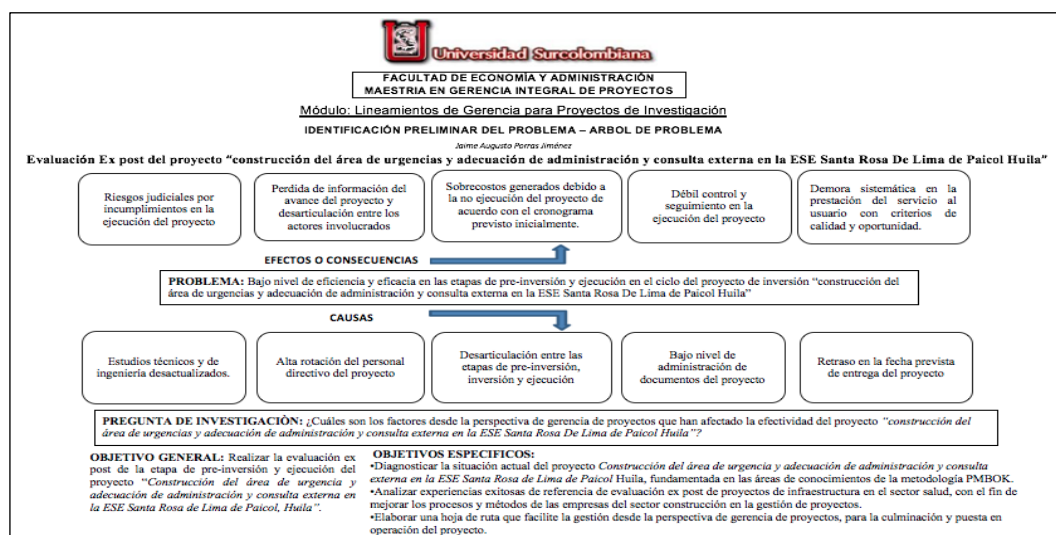 Universidad Surcolombiana
FACULTAD DE ECONOMÍA Y ADMINISTRACIÓN
MAESTRIA EN GERENCIA INTEGRAL DE PROYECTOS
Módulo: Lineamientos de Gerencia para Proyectos de Investigación
IDENTIFICACIÓN PRELIMINAR DEL PROBLEMA – ARBOL DE PROBLEMA
Jaime Augusto Porras Jiménez
Evaluación Ex post del proyecto "construcción del área de urgencias y adecuación de administración y consulta externa en la ESE Santa Rosa De Lima de Paicol Huila"
Riesgos judiciales por
incumplimientos en la
ejecución del proyecto
Perdida de información del
avance del proyecto y
desarticulación entre los
actores involucrados
Sobrecostos generados debido a
la no ejecución del proyecto de
acuerdo con el cronograma
previsto inicialmente.
Débil control y
seguimiento en la
ejecución del proyecto
Demora sistemática en la
prestación del servicio al
usuario con criterios de
calidad y oportunidad.
EFECTOS O CONSECUENCIAS
PROBLEMA: Bajo nivel de eficiencia y eficacia en las etapas de pre-inversión y ejecución en el ciclo del proyecto de inversión "construcción del
área de urgencias y adecuación de administración y consulta externa en la ESE Santa Rosa De Lima de Paicol Huila"
CAUSAS
Estudios técnicos y de
ingeniería desactualizados.
Alta rotación del personal
directivo del proyecto
Desarticulación entre las
etapas de pre-inversión,
inversión y ejecución
Bajo nivel de
administración de
documentos del proyecto
Retraso en la fecha prevista
de entrega del proyecto
PREGUNTA DE INVESTIGACIÒN: ¿Cuáles son los factores desde la perspectiva de gerencia de proyectos que han afectado la efectividad del proyecto "construcción del
área de urgencias y adecuación de administración y consulta externa en la ESE Santa Rosa De Lima de Paicol Huila"?
OBJETIVO GENERAL: Realizar la evaluación ex
post de la etapa de pre-inversión y ejecución del
proyecto "Construcción del área de urgencia y
adecuación de administración y consulta externa en
la ESE Santa Rosa de Lima de Paicol, Huila".
OBJETIVOS ESPECIFICOS:
•Diagnosticar la situación actual del proyecto Construcción del área de urgencia y adecuación de administración y consulta
externa en la ESE Santa Rosa de Lima de Paicol Huila, fundamentada en las áreas de conocimientos de la metodología PMBOK.
•Analizar experiencias exitosas de referencia de evaluación ex post de proyectos de infraestructura en el sector salud, con el fin de
mejorar los procesos y métodos de las empresas del sector construcción en la gestión de proyectos.
•Elaborar una hoja de ruta que facilite la gestión desde la perspectiva de gerencia de proyectos, para la culminación y puesta en
operación del proyecto.